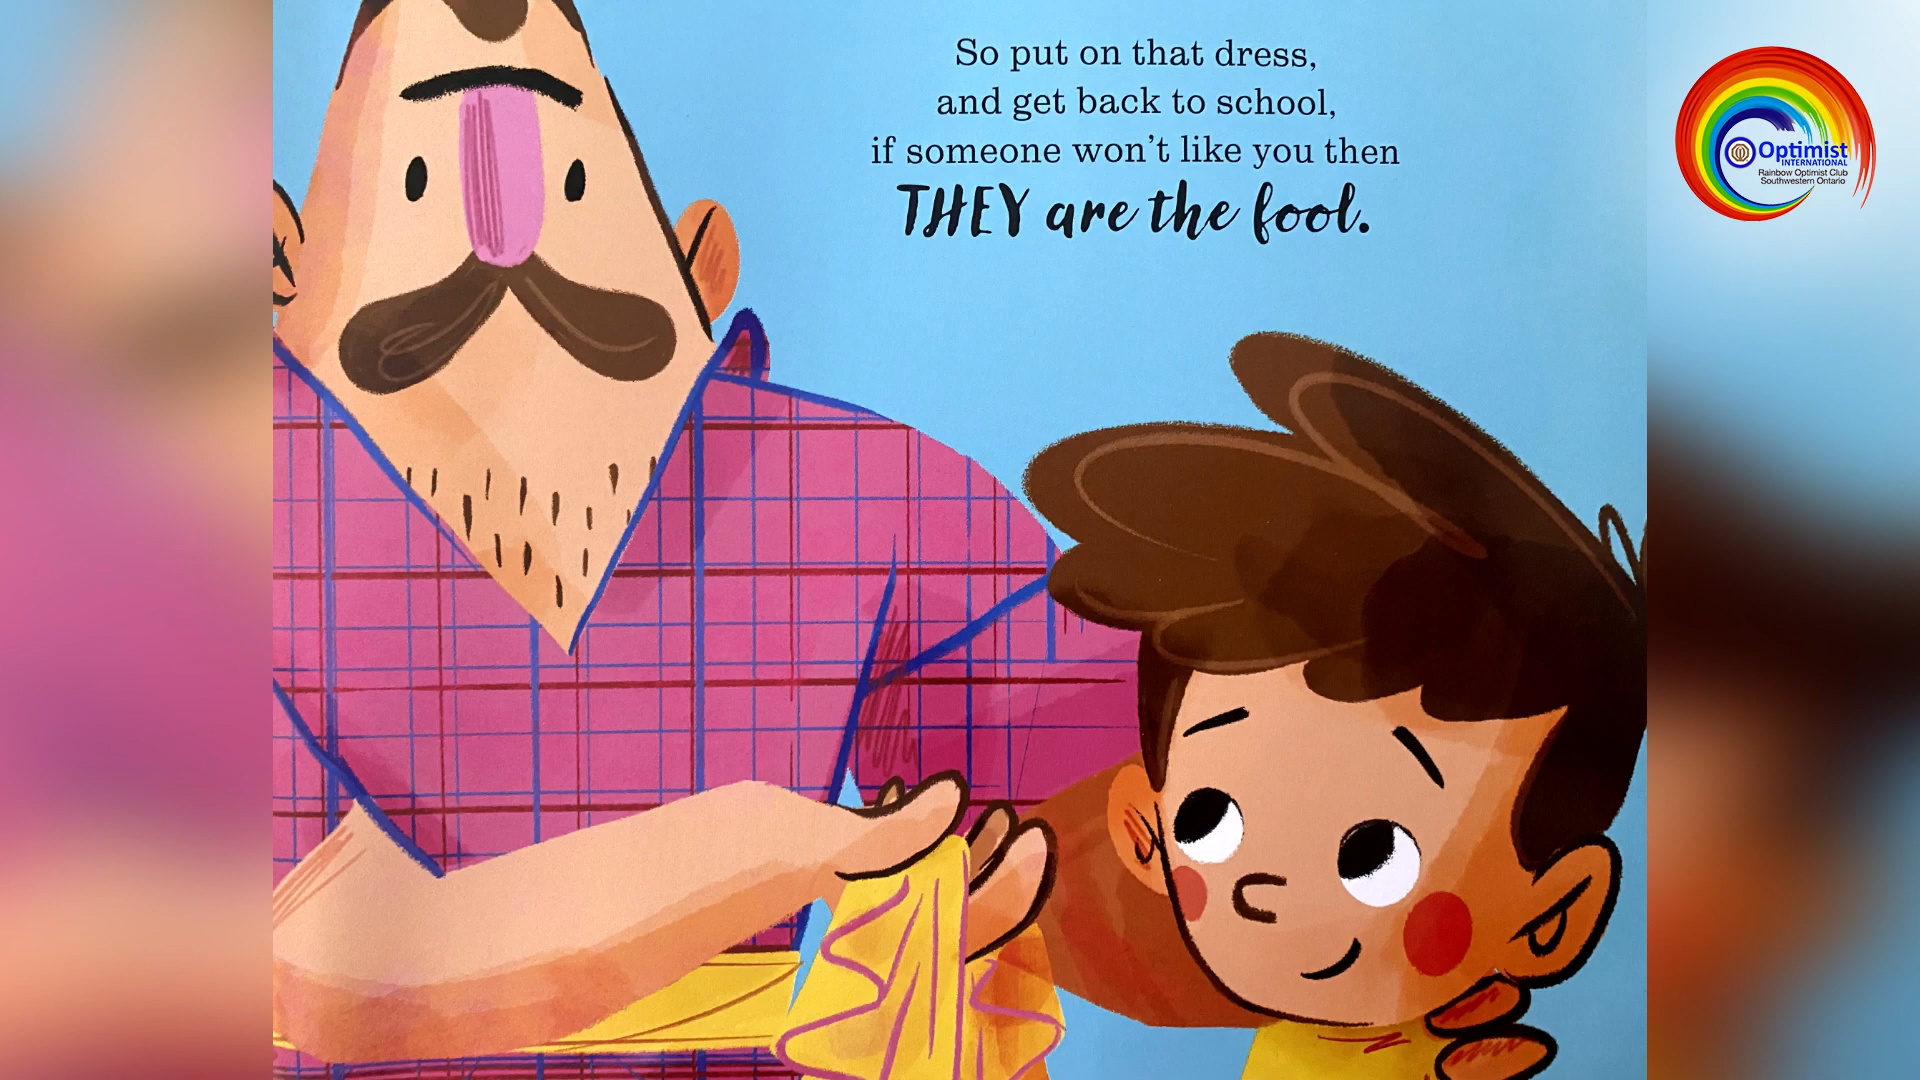 So put on that dress,
and get back to school,
if someone won't like you then
THEY are the fool.
Optimist
INTERNATIONAL
Rainbow Optimist Club
Southwestern Ontario